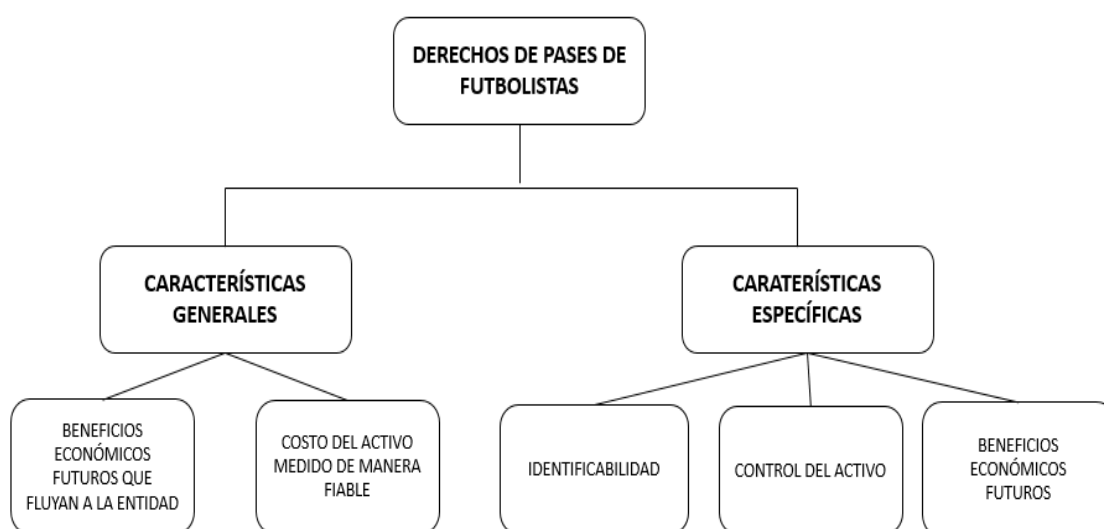 DERECHOS DE PASES DE
FUTBOLISTAS
CARACTERÍSTICAS
GENERALES
CARATERÍSTICAS
ESPECÍFICAS
BENEFICIOS
ECONÓMICOS
FUTUROS QUE
FLUYAN A LA ENTIDAD
COSTO DEL ACTIVO
MEDIDO DE MANERA
FIABLE
IDENTIFICABILIDAD
CONTROL DEL ACTIVO
BENEFICIOS
ECONÓMICOS
FUTUROS